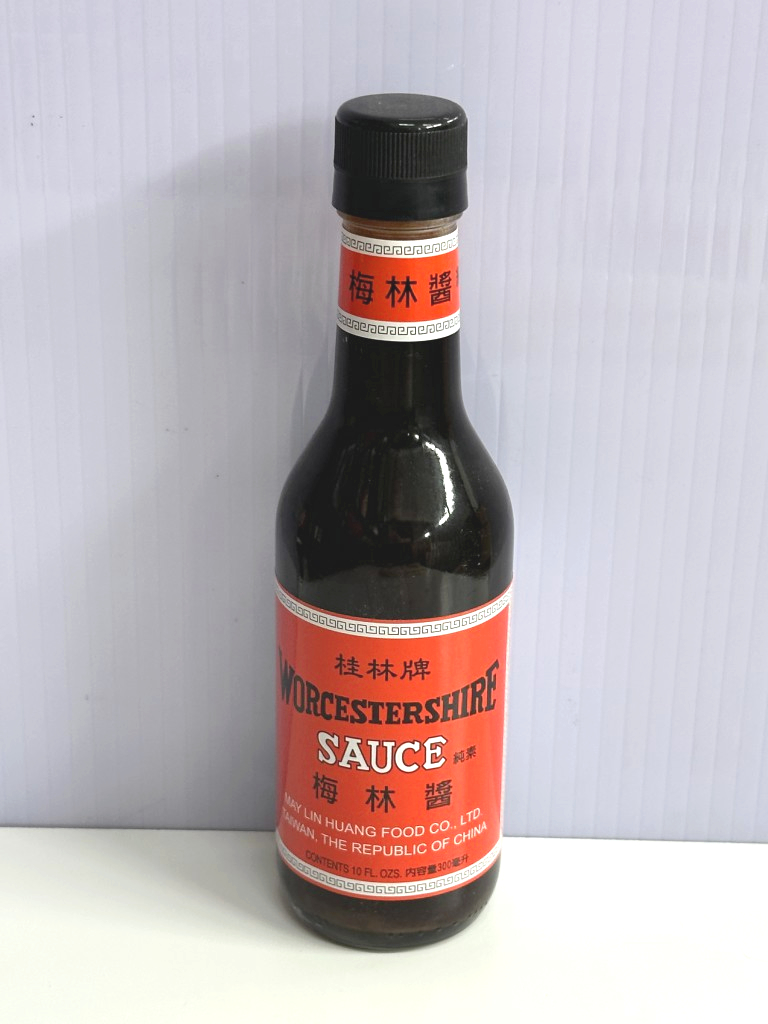 梅林醬
桂林牌
WORCESTERSHIRE
SAUCE 純素
梅林醬
MAY LIN HUANG FOOD CO., LTD.
TAIWAN, THE REPUBLIC OF CHINA
CONTENTS 10 FL. OZS. 內容量300毫升